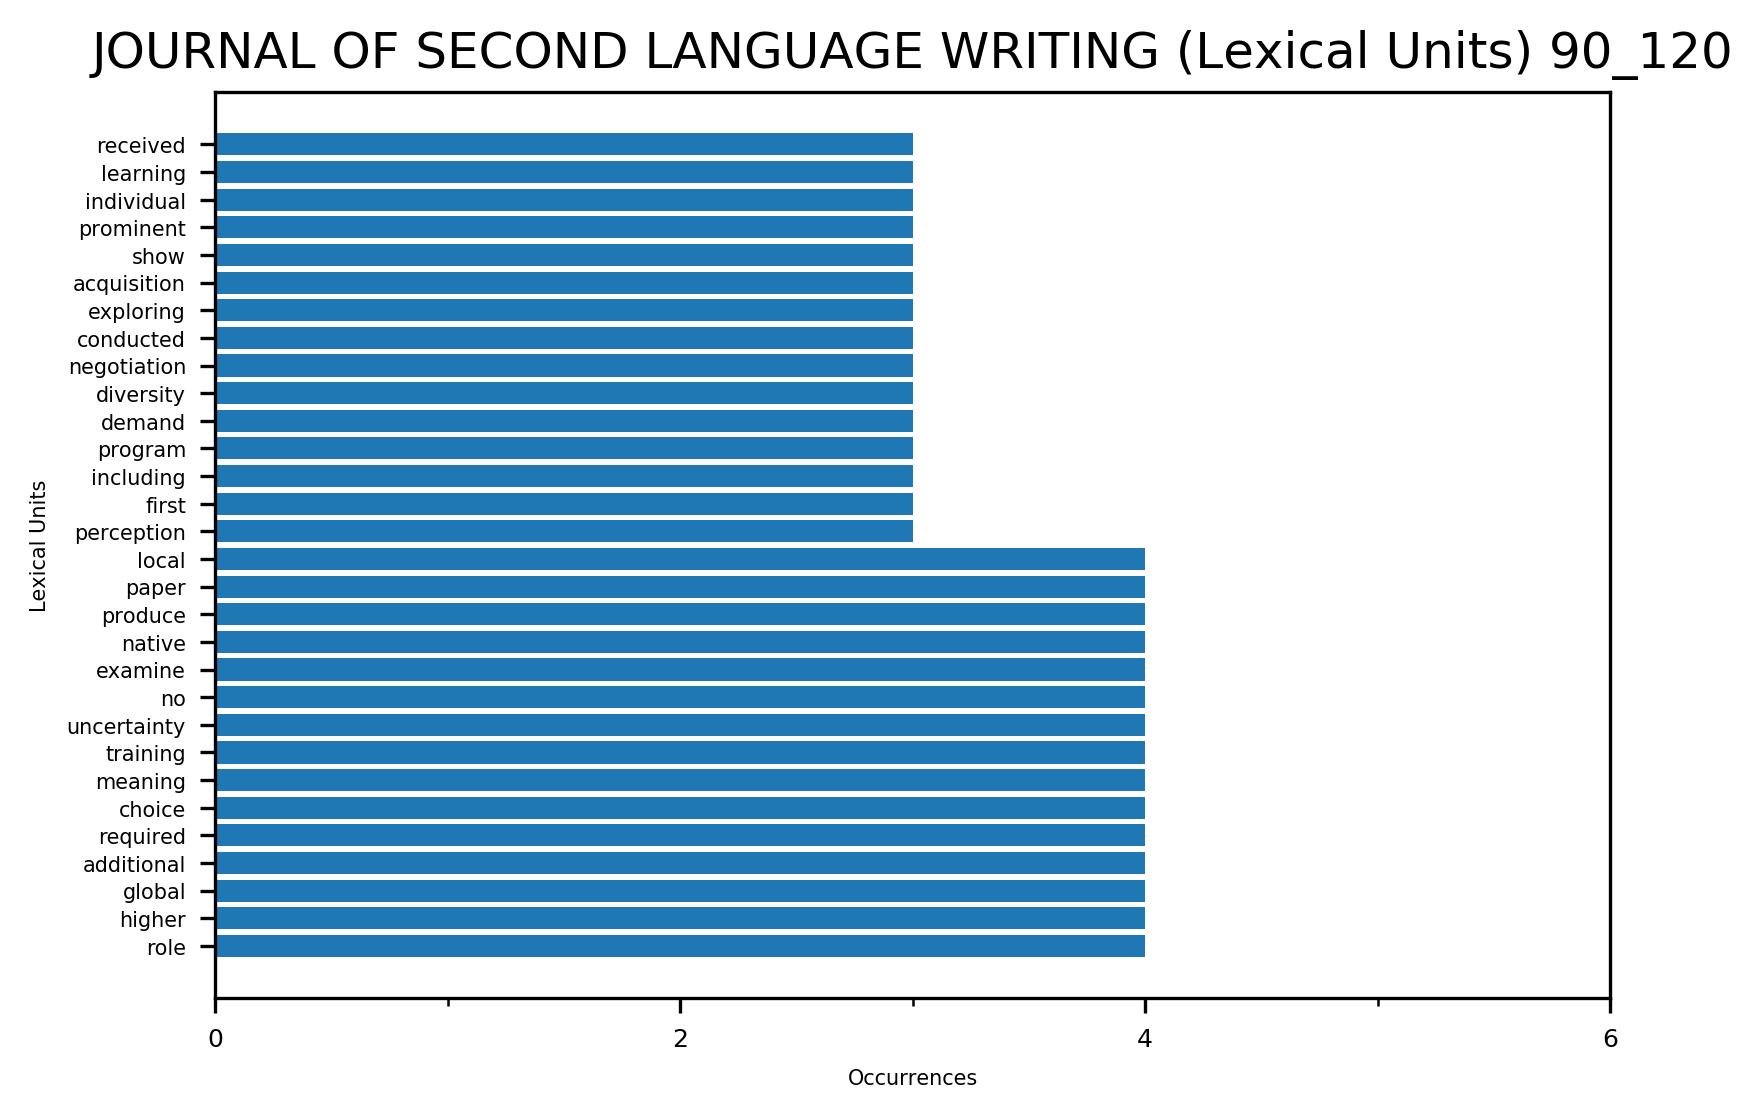 JOURNAL OF SECOND LANGUAGE WRITING (Lexical Units) 90_120
Lexical Units
received
learning
individual
prominent
show
acquisition
exploring
conducted
negotiation
diversity
demand
program
including
first
perception
local
paper
produce
native
examine
no
uncertainty
training
meaning
choice
required
additional
global
higher
role
0 2 4 6
Occurrences